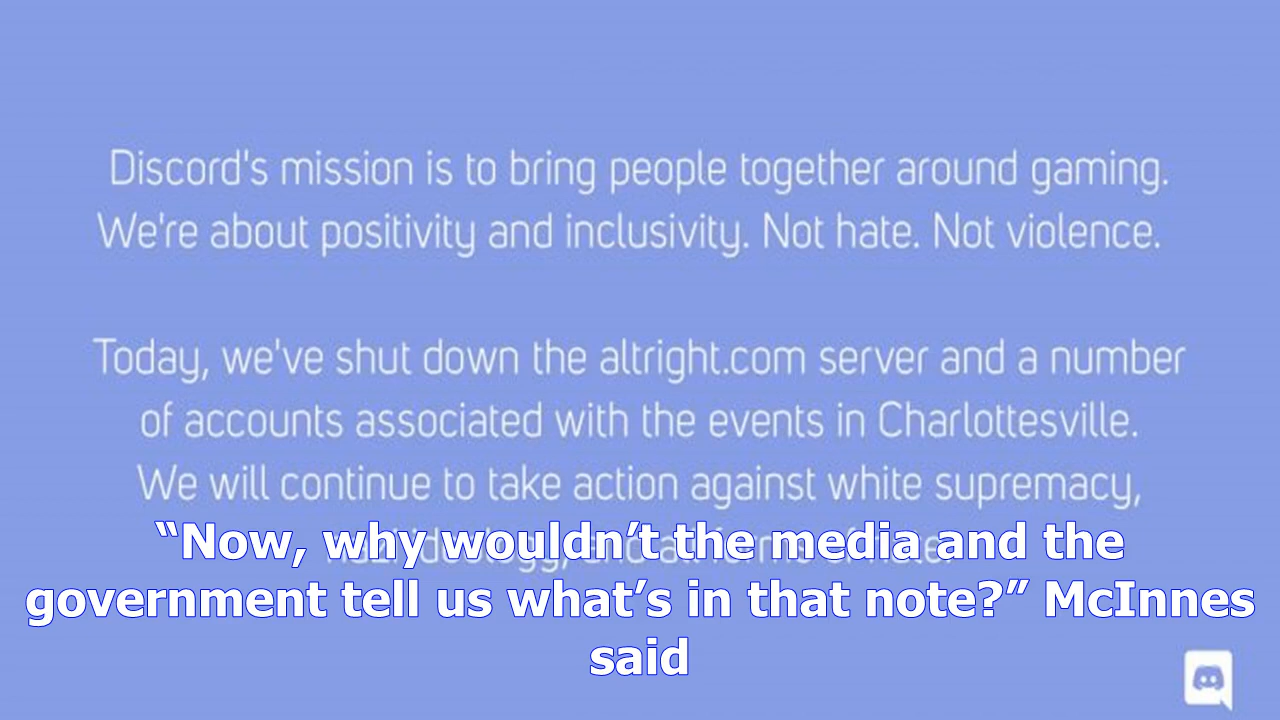 Discord's mission is to bring people together around gaming.
We're about positivity and inclusivity. Not hate. Not violence.
Today, we've shut down the altright.com server and a number
of accounts associated with the events in Charlottesville.
We will continue to take action against white supremacy,
“Now, why wouldn’t the media and the
government tell us what’s in that note?” McInnes
said